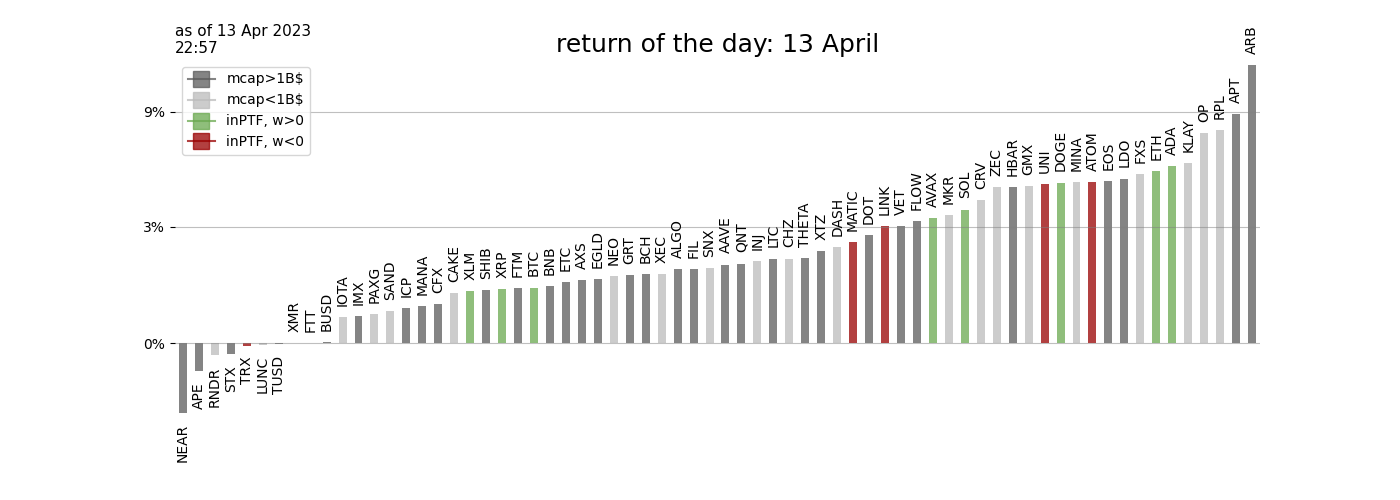 as of 13 Apr 2023
22:57
return of the day: 13 April
mcap>1B$
mcap<1B$
inPTF, w>0
inPTF, w<0
9%
3%
0%
NEAR
APE
RNDR
STX
TRX
LUNC
TUSD
XMR
FTT
BUSD
IOTA
IMX
PAXG
SAND
ICP
MANA
CFX
CAKE
XLM
SHIB
XRP
FTM
BTC
BNB
ETC
AXS
EGLD
NEO
GRT
BCH
XEC
ALGO
FIL
SNX
AAVE
QNT
INJ
LTC
CHZ
THETA
XTZ
DASH
MATIC
DOT
LINK
VET
FLOW
AVAX
MKR
SOL
CRV
ZEC
HBAR
GMX
UNI
DOGE
MINA
ATOM
EOS
LDO
FXS
ETH
ADA
KLAY
OP
RPL
APT
ARB